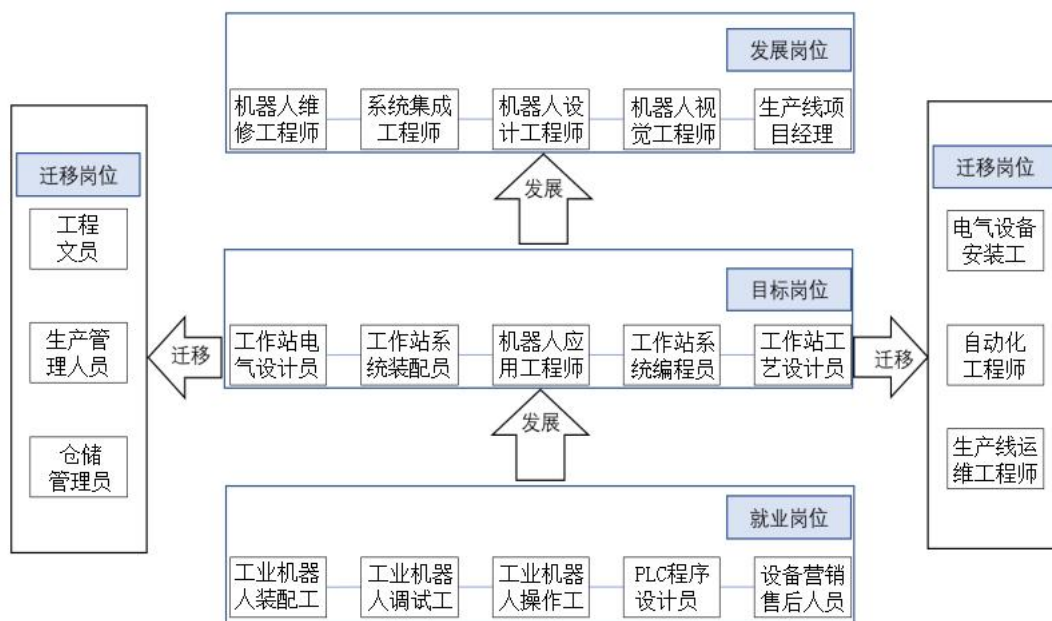 发展岗位
机器人维
修工程师
系统集成
工程师
机器人设
计工程师
机器人视
觉工程师
生产线项
目经理
发展
迁移岗位
工程
文员
生产管
理人员
仓储
管理员
迁移
目标岗位
工作站电
气设计员
工作站系
统装配员
机器人应
用工程师
工作站系
统编程员
工作站工
艺设计员
迁移
迁移岗位
电气设备
安装工
自动化
工程师
生产线运
维工程师
发展
就业岗位
工业机器
人装配工
工业机器
人调试工
工业机器
人操作工
PLC程序
设计员
设备营销
售后人员